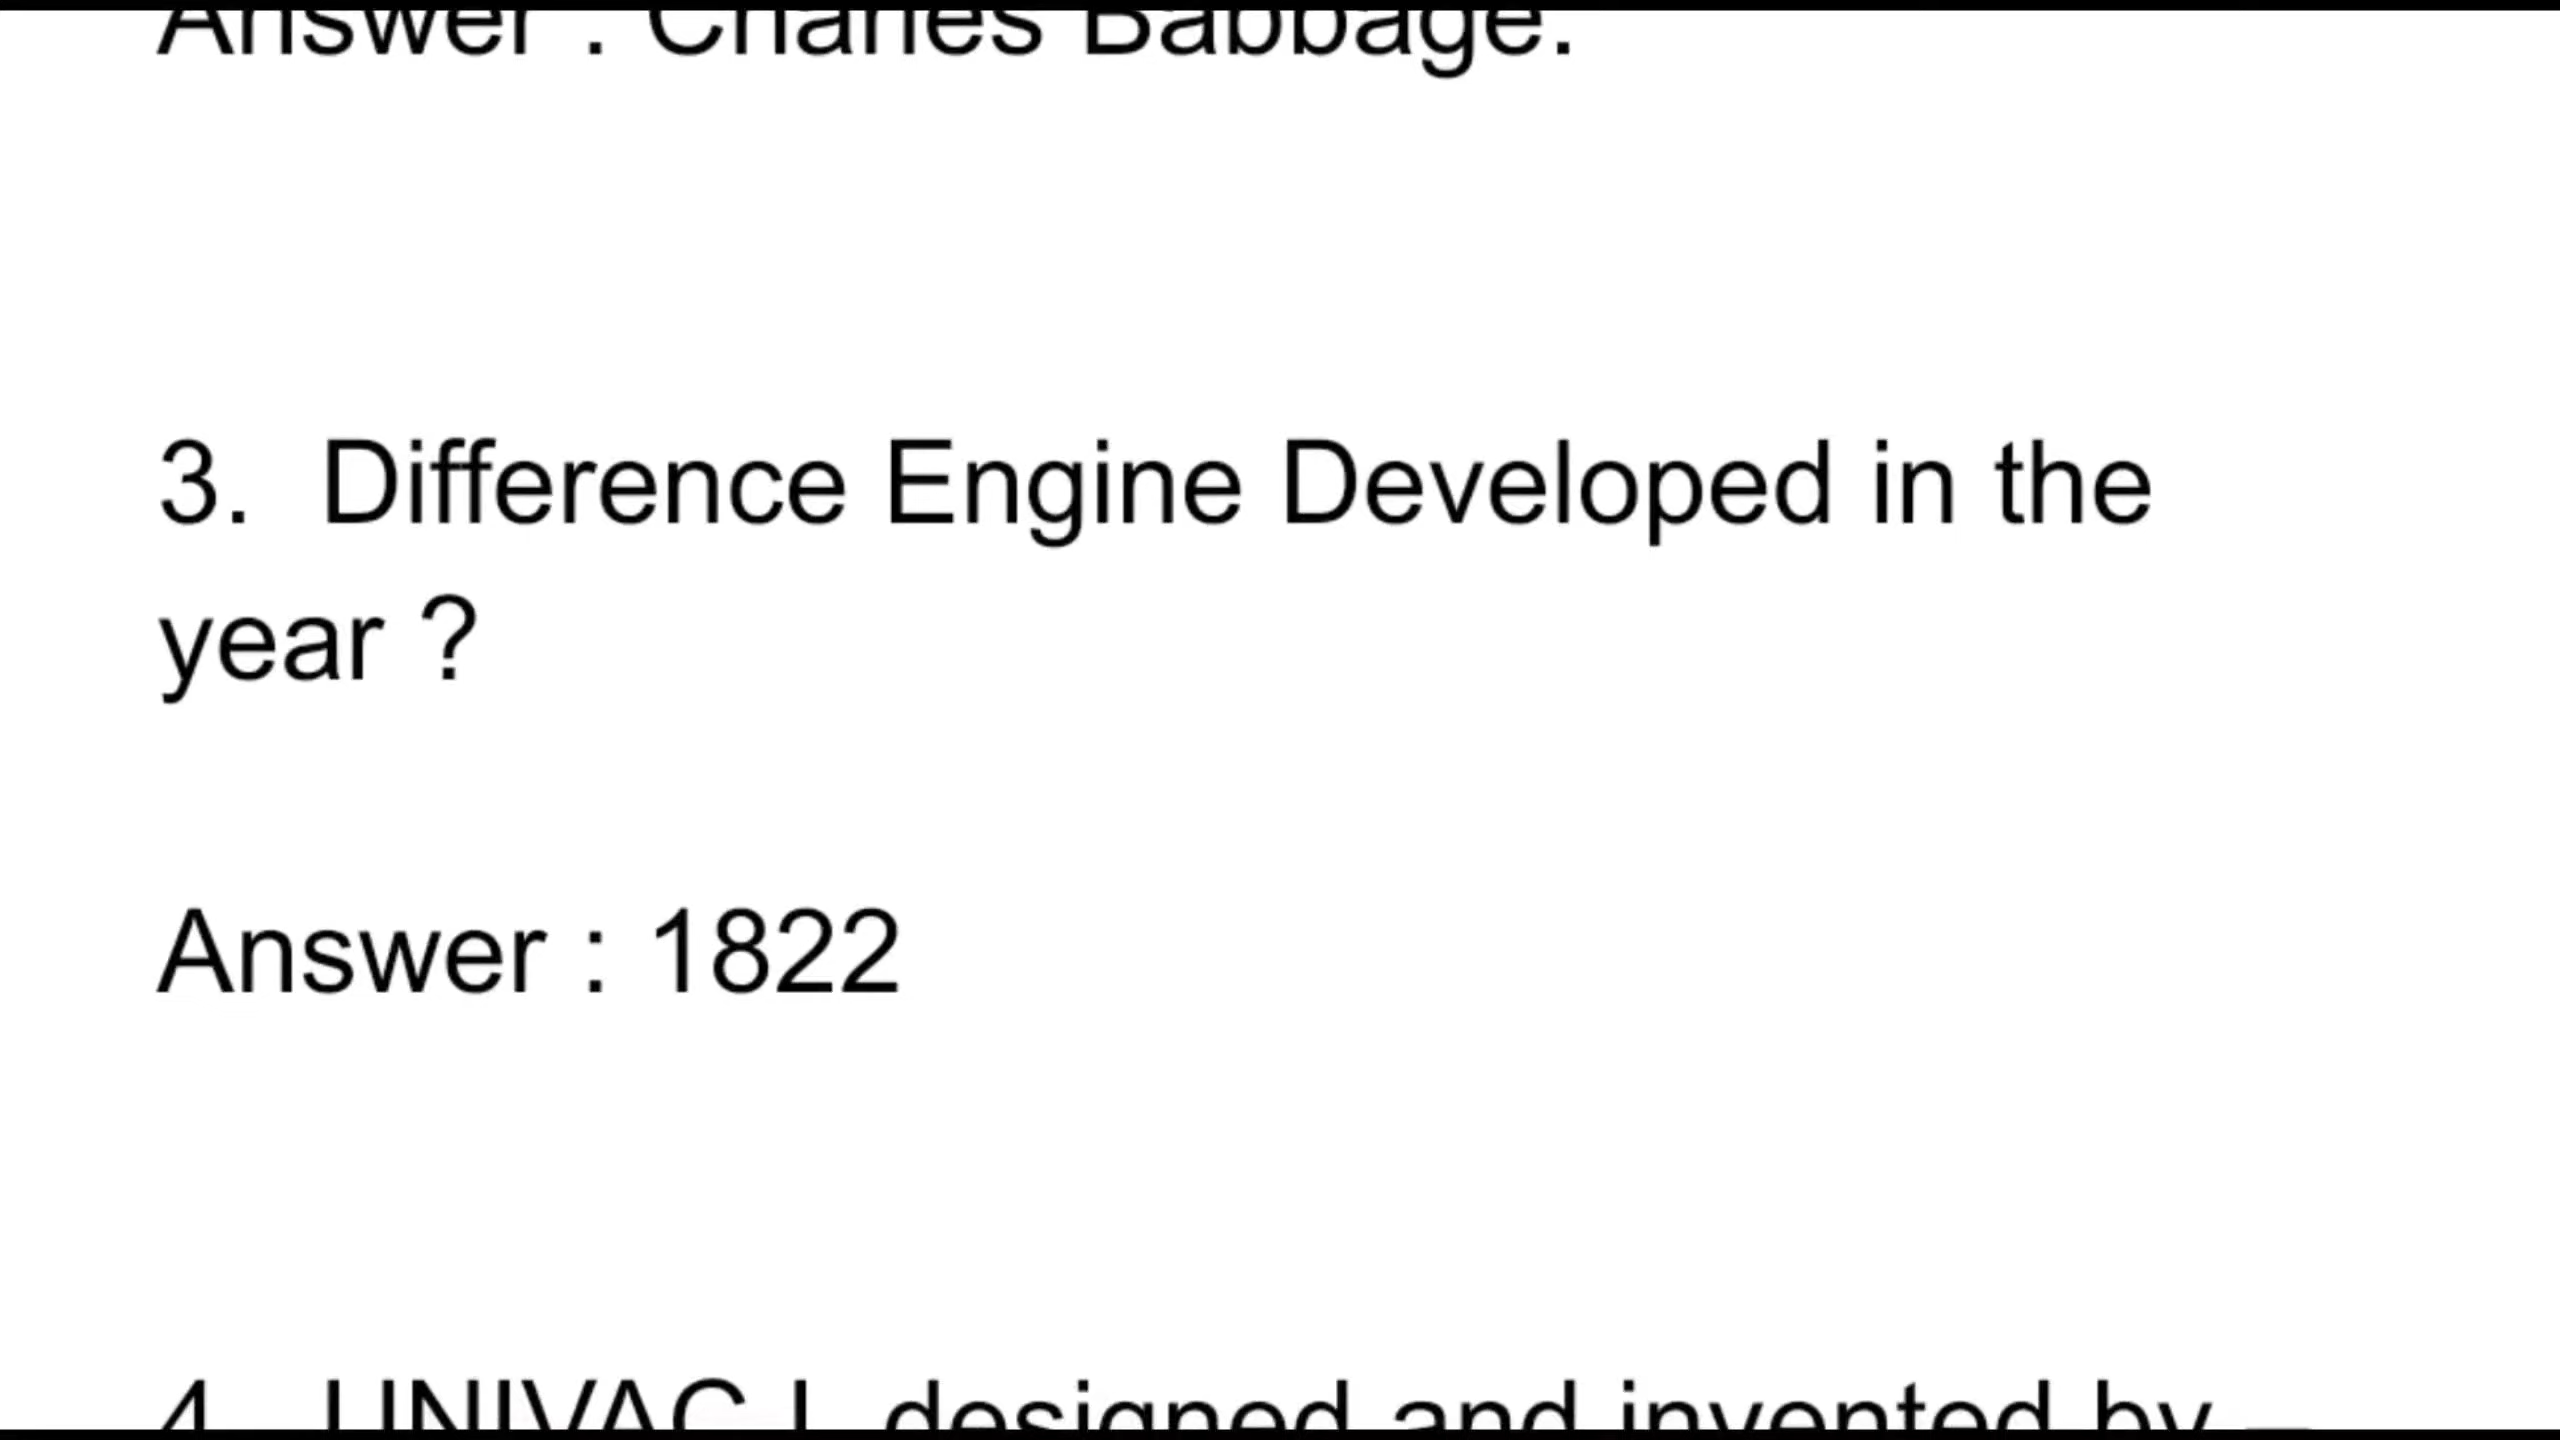 Answer : Charles Babbage.
3. Difference Engine Developed in the
year ?
Answer : 1822
4. UNIVAC I designed and invented by –